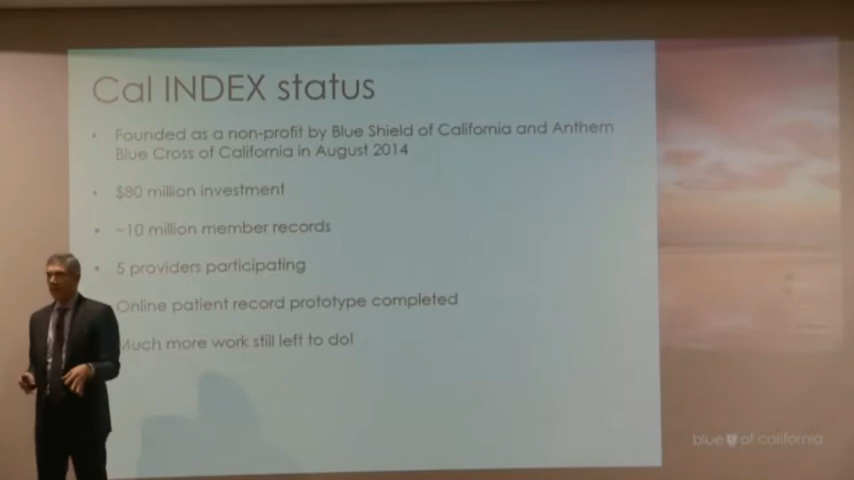 Cal INDEX status
• Founded as a non-profit by Blue Shield of California and Anthem
Blue Cross of California in August 2014
• $80 million investment
• ~10 million member records
• 5 providers participating
Online patient record prototype completed
Much more work still left to do!
blue of california